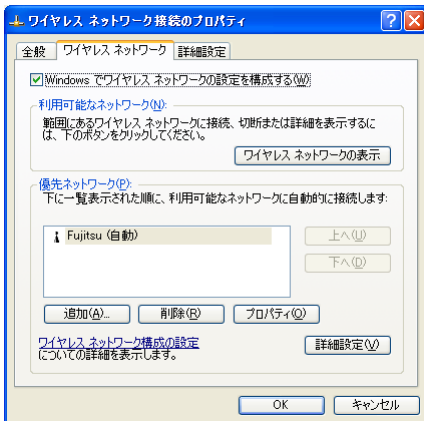 ワイヤレス ネットワーク接続のプロパティ
全般 ワイヤレス ネットワーク 詳細設定
Windows でワイヤレス ネットワークの設定を構成する(W)
利用可能なネットワーク(N):
範囲にあるワイヤレス ネットワークに接続、切断または詳細を表示するに
は、下のボタンをクリックしてください。
ワイヤレス ネットワークの表示
優先ネットワーク(P):
下に一覧表示された順に、利用可能なネットワークに自動的に接続します:
Fujitsu (自動)
上へ(U)
下へ(D)
追加(A)... 削除(R) プロパティ(O)
ワイヤレス ネットワーク構成の設定
についての詳細を表示します。
詳細設定(V)
OK キャンセル